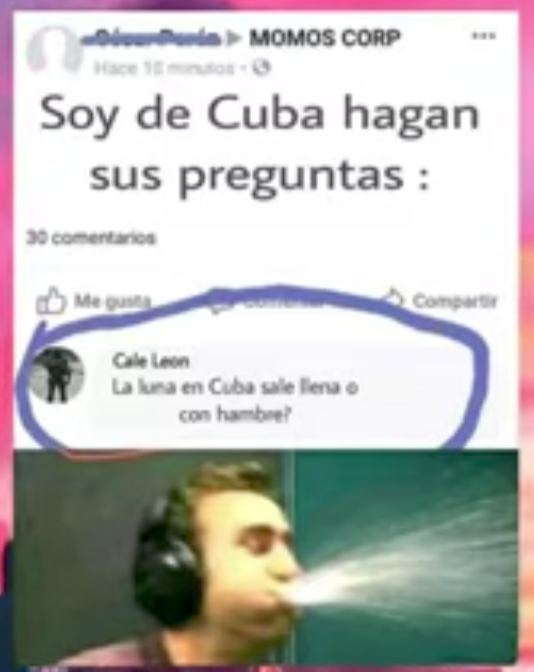 MOMOS CORP
Hace 10 minutos
Soy de Cuba hagan
sus preguntas :
30 comentarios
Me gusta Compartir
Cale Leon
La luna en Cuba sale llena o
con hambre?